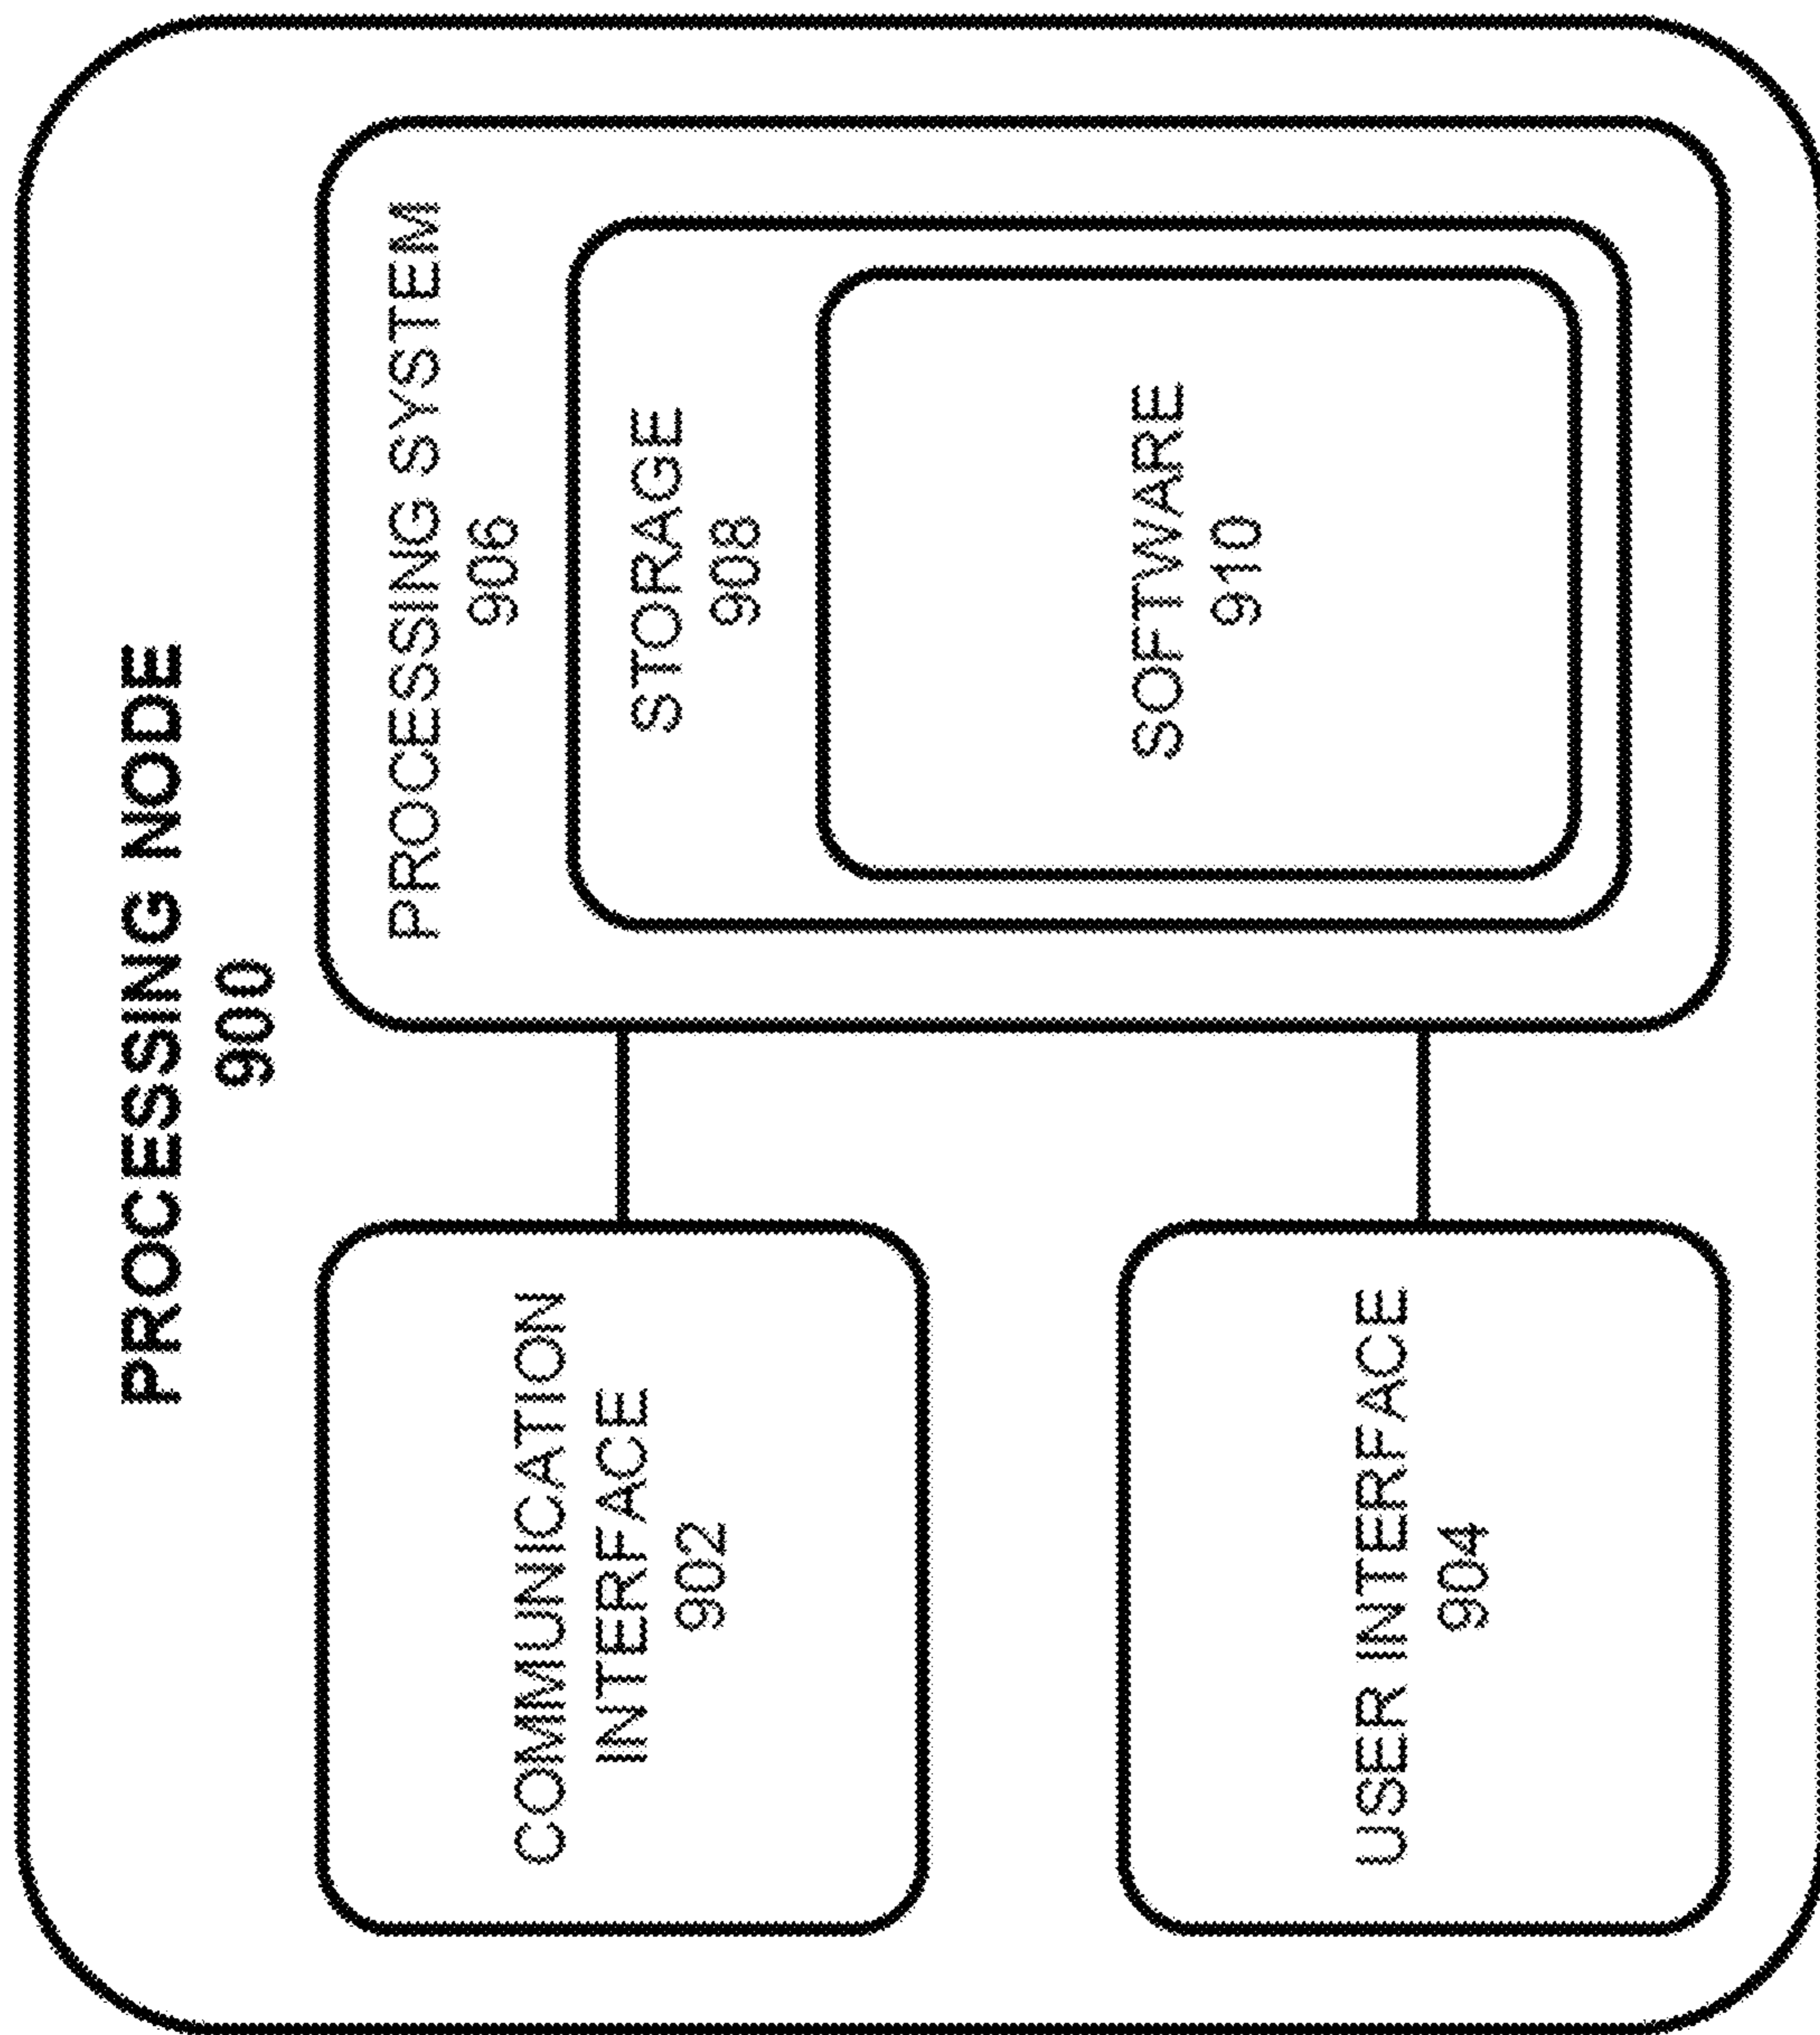 PROCESSING NODE
900
COMMUNICATION
INTERFACE
902
USER INTERFACE
904
PROCESSING SYSTEM
906
STORAGE
908
SOFTWARE
910